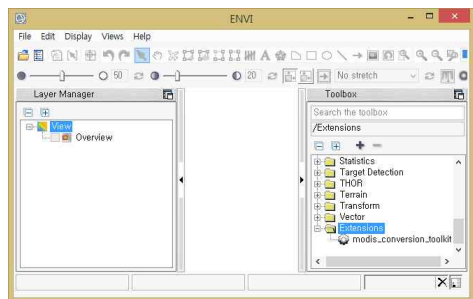 ENVI
File Edit Display Views Help
50
20
No stretch
Layer Manager
View
Overview
Toolbox
Search the toolbox
/Extensions
Statistics
Target Detection
THOR
Terrain
Transform
Vector
Extensions
modis_conversion_toolkit